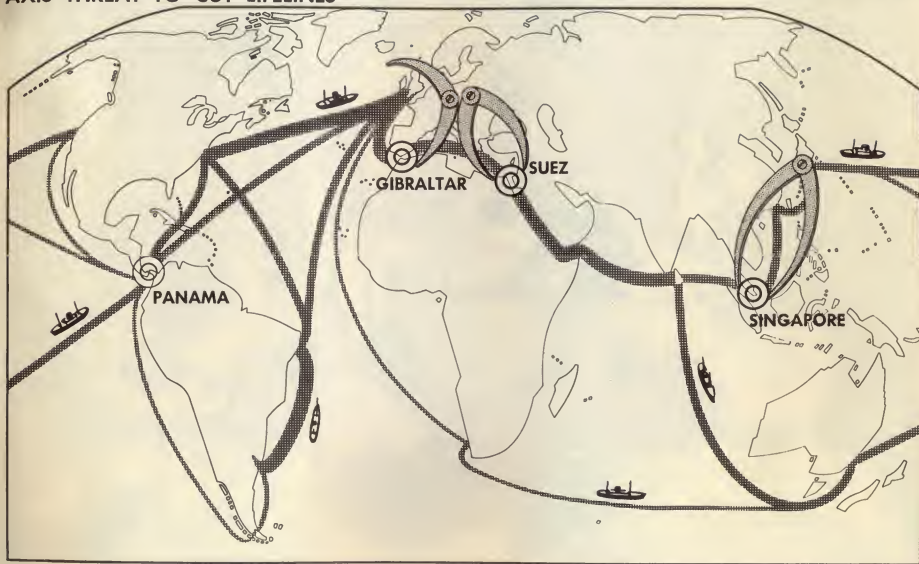 AXIS THREAT TO CUT LIFELINES
GIBRALTAR
SUEZ
PANAMA
SINGAPORE